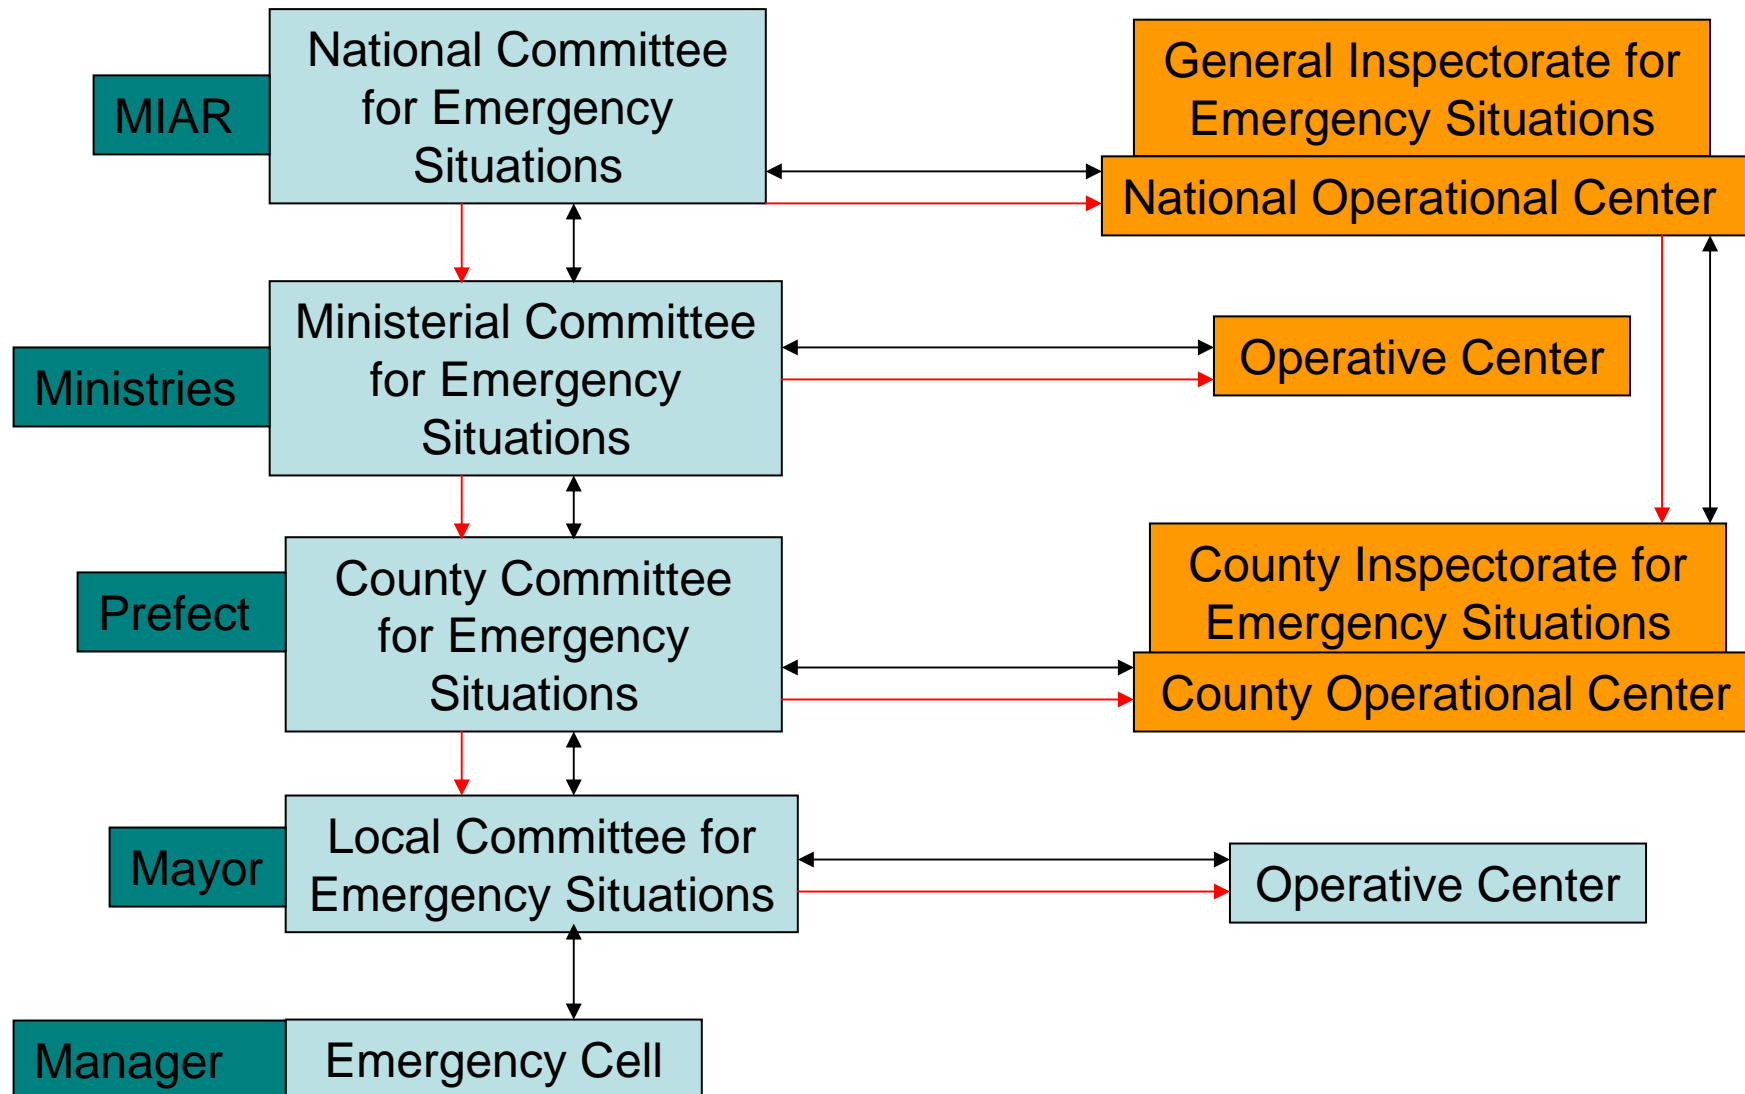 MIAR
National Committee
for Emergency
Situations
General Inspectorate for
Emergency Situations
National Operational Center
Ministries
Ministerial Committee
for Emergency
Situations
Operative Center
Prefect
County Committee
for Emergency
Situations
County Inspectorate for
Emergency Situations
County Operational Center
Mayor
Local Committee for
Emergency Situations
Operative Center
Manager
Emergency Cell